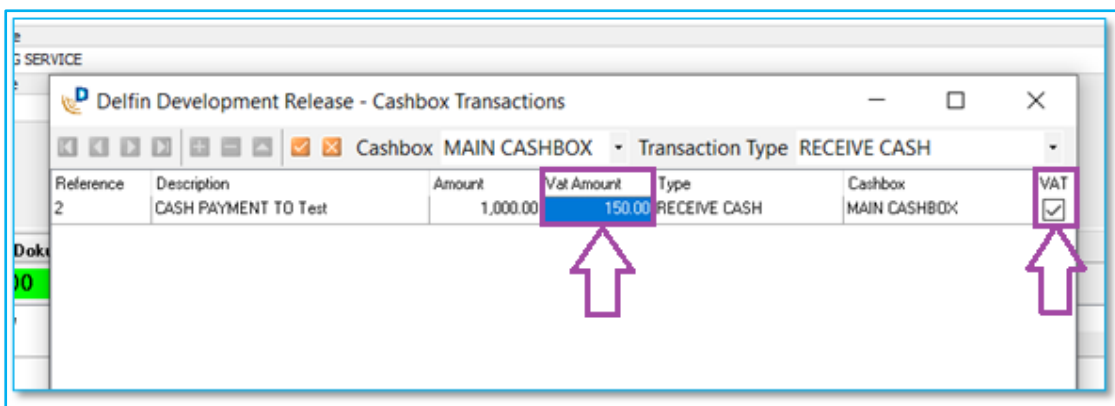 SERVICE
Delfin Development Release - Cashbox Transactions
Cashbox MAIN CASHBOX Transaction Type RECEIVE CASH
Reference Description Amount Vat Amount Type Cashbox VAT
2 CASH PAYMENT TO Test 1,000.00 150.00 RECEIVE CASH MAIN CASHBOX
Doku